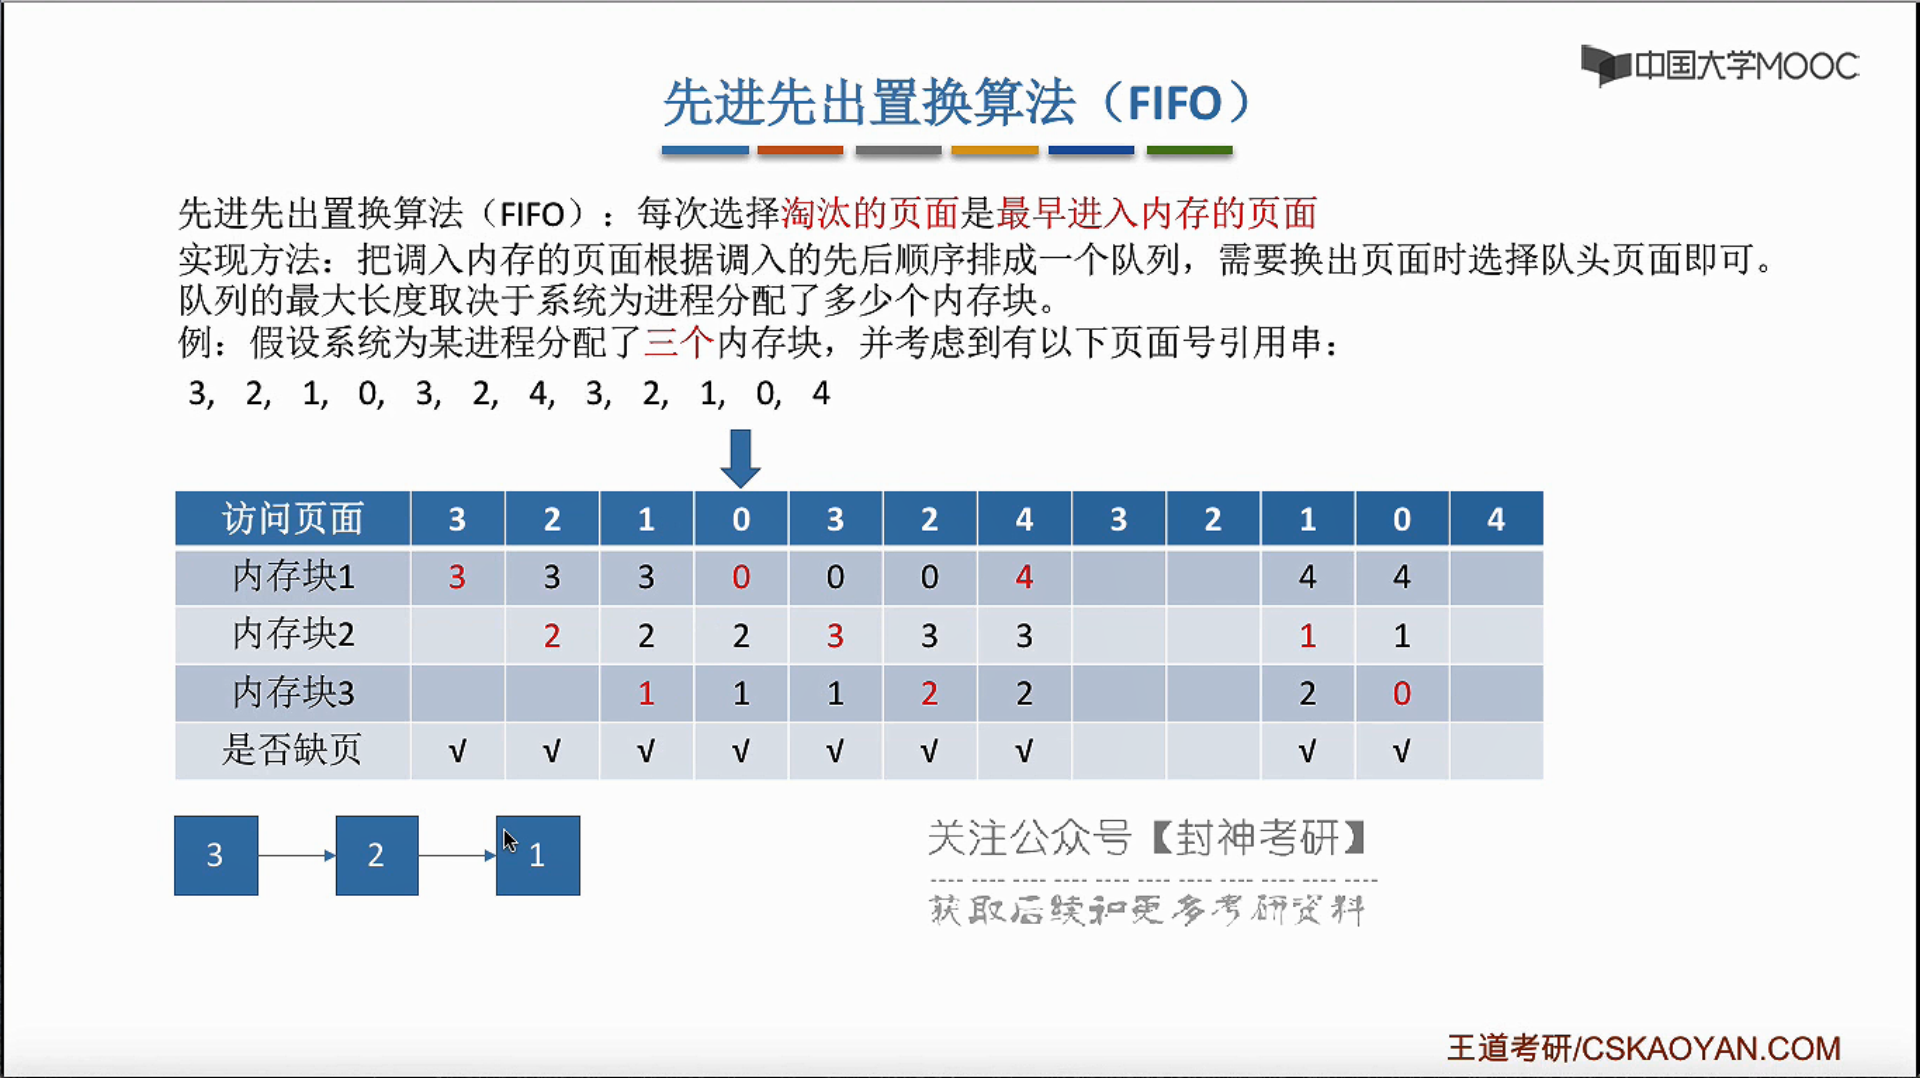 中国大学MOOC
先进先出置换算法（FIFO）
先进先出置换算法（FIFO）：每次选择淘汰的页面是最早进入内存的页面
实现方法：把调入内存的页面根据调入的先后顺序排成一个队列，需要换出页面时选择队头页面即可。
队列的最大长度取决于系统为进程分配了多少个内存块。
例：假设系统为某进程分配了三个内存块，并考虑到有以下页面号引用串：
3, 2, 1, 0, 3, 2, 4, 3, 2, 1, 0, 4
访问页面 3 2 1 0 3 2 4 3 2 1 0 4
内存块1 3 3 3 0 0 0 4 4 4
内存块2 2 2 2 3 3 3 1 1
内存块3 1 1 1 2 2 2 0
是否缺页 √ √ √ √ √ √ √ √ √
3 2 1
关注公众号【封神考研】
获取后续和更多考研资料
王道考研/CSKAOYAN.COM